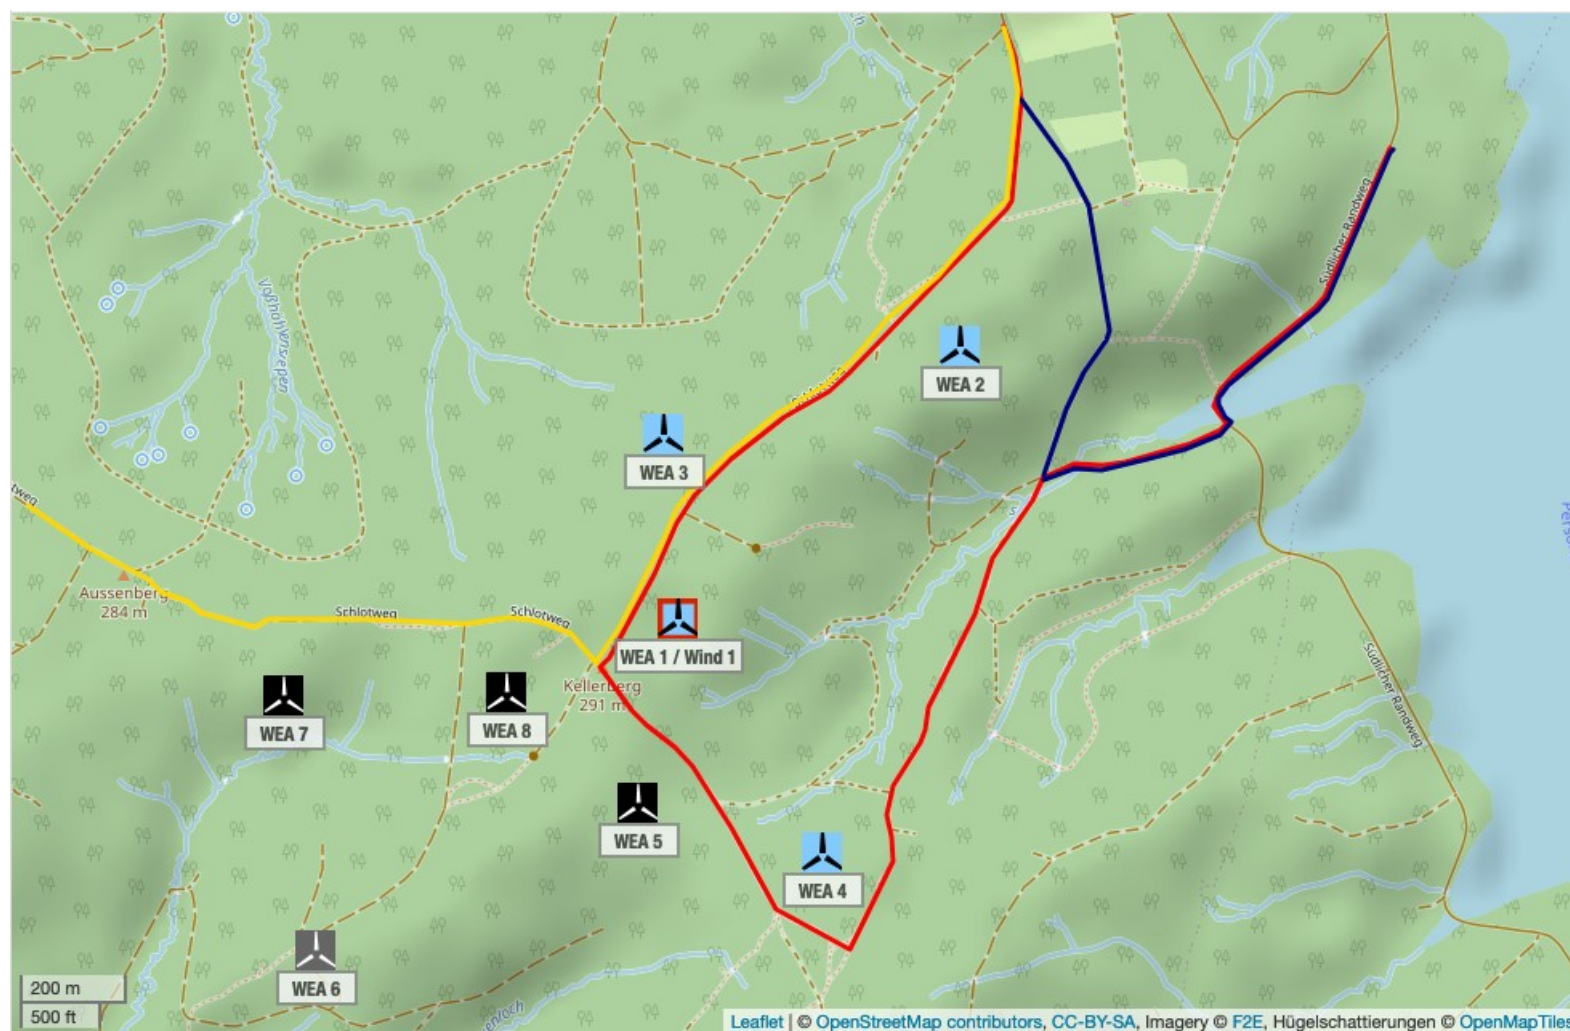 Südlicher Randweg
WEA 2
WEA 3
Voßhöhlensiepen
Aussenberg
284 m
Schlotweg
Schlotweg
WEA 1 / Wind 1
Kellerberg
291 m
WEA 7
WEA 8
Südlicher Randweg
WEA 5
WEA 4
WEA 6
200 m
500 ft
Leaflet | © OpenStreetMap contributors, CC-BY-SA, Imagery © F2E, Hügelschattierungen © OpenMapTiles